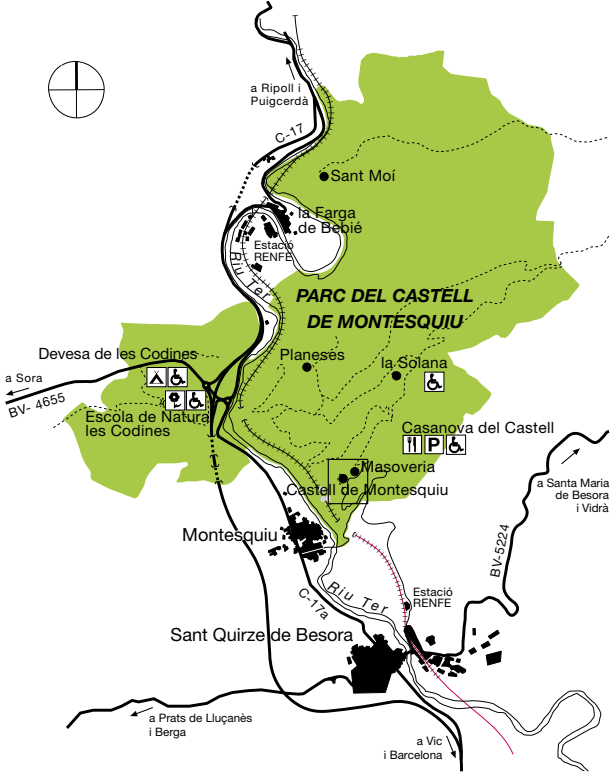 a Ripoll i
Puigcerdà
C-17
Sant Moí
la Farga
de Bebié
Estació
RENFE
Riu Ter
PARC DEL CASTELL
DE MONTESQUIU
Devesa de les Codines
Planeses
la Solana
a Sora
BV- 4655
Escola de Natura
les Codines
Casanova del Castell
P
Masoveria
Castell de Montesquiu
a Santa Maria
de Besora
i Vidrà
Montesquiu
BV-5224
C-17a
Riu Ter
Estació
RENFE
Sant Quirze de Besora
a Prats de Lluçanès
i Berga
a Vic
i Barcelona